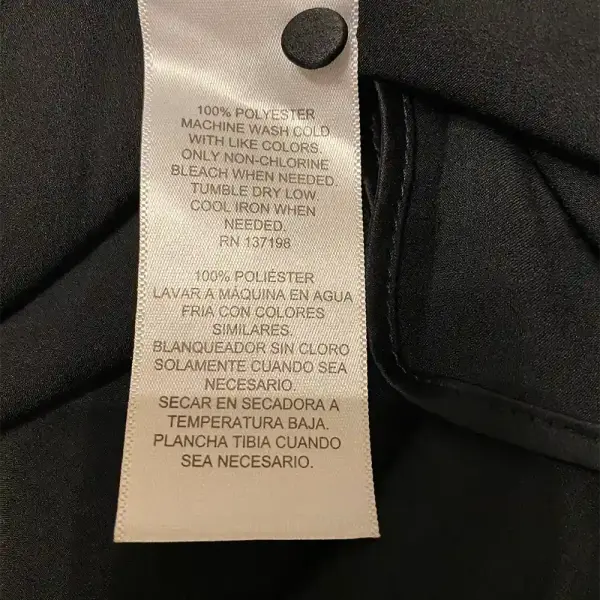 100% POLYESTER
MACHINE WASH COLD
WITH LIKE COLORS.
ONLY NON-CHLORINE
BLEACH WHEN NEEDED.
TUMBLE DRY LOW.
COOL IRON WHEN
NEEDED.
RN 137198
100% POLIÉSTER
LAVAR A MÁQUINA EN AGUA
FRIA CON COLORES
SIMILARES.
BLANQUEADOR SIN CLORO
SOLAMENTE CUANDO SEA
NECESARIO.
SECAR EN SECADORA A
TEMPERATURA BAJA.
PLANCHA TIBIA CUANDO
SEA NECESARIO.